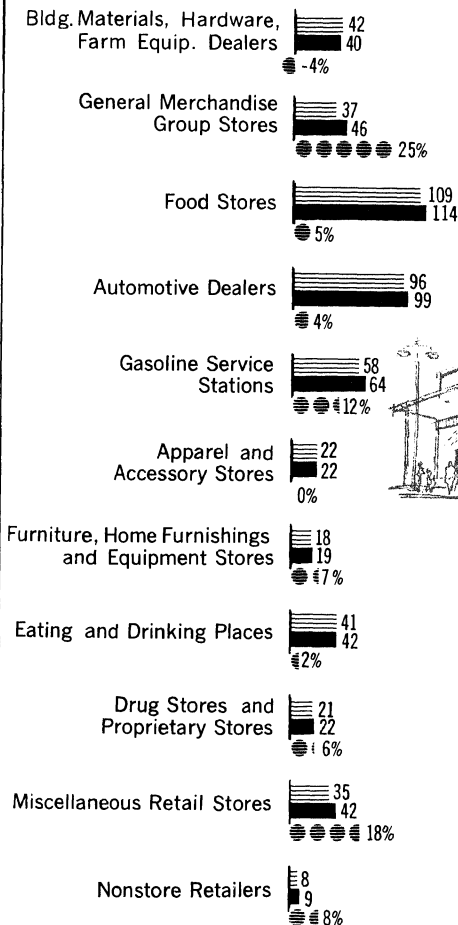 Bldg. Materials, Hardware,
Farm Equip. Dealers
42
40
-4%
General Merchandise
Group Stores
37
46
25%
Food Stores
109
114
5%
Automotive Dealers
96
99
4%
Gasoline Service
Stations
58
64
12%
Apparel and
Accessory Stores
22
22
0%
Furniture, Home Furnishings
and Equipment Stores
18
19
7%
Eating and Drinking Places
41
42
2%
Drug Stores and
Proprietary Stores
21
22
6%
Miscellaneous Retail Stores
35
42
18%
Nonstore Retailers
8
9
8%